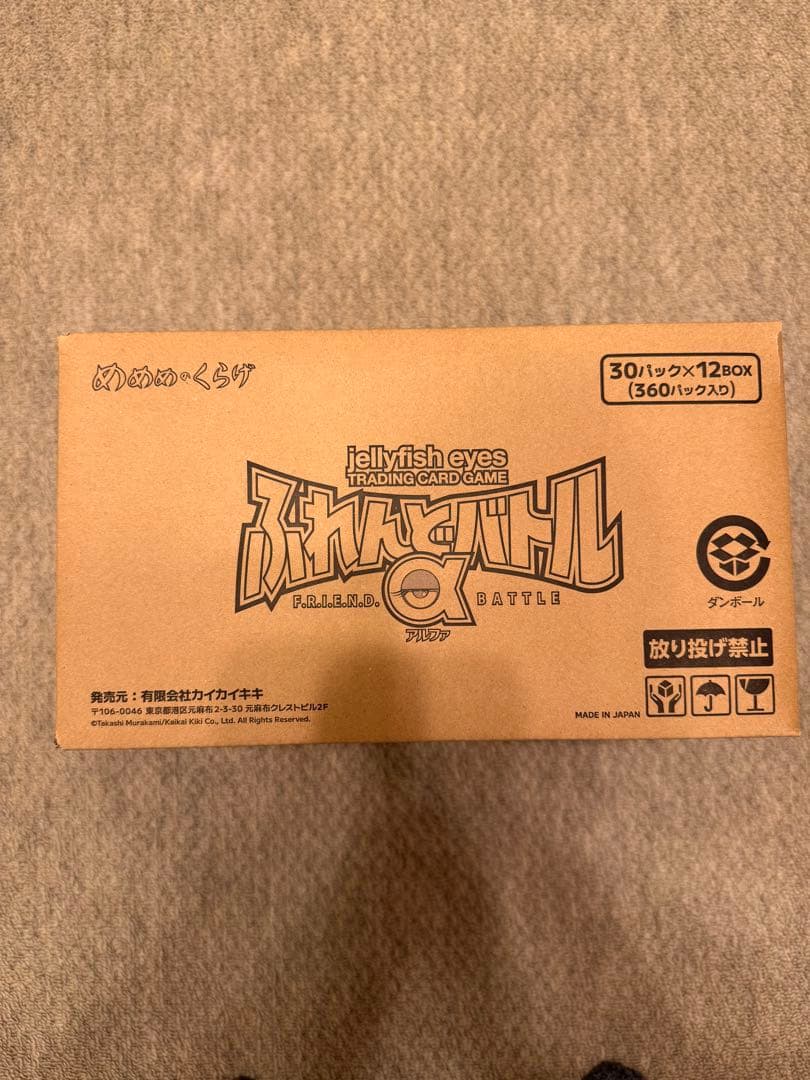 めめめのくらげ
30パック×12BOX
(360パック入り)
jellyfish eyes
TRADING CARD GAME
ふれんどバトル
F.R.I.E.N.D. α BATTLE
アルファ
ダンボール
放り投げ禁止
発売元:有限会社カイカイキキ
〒106-0046 東京都港区元麻布2-3-30 元麻布クレストビル2F
©Takashi Murakami/Kaikai Kiki Co., Ltd. All Rights Reserved.
MADE IN JAPAN